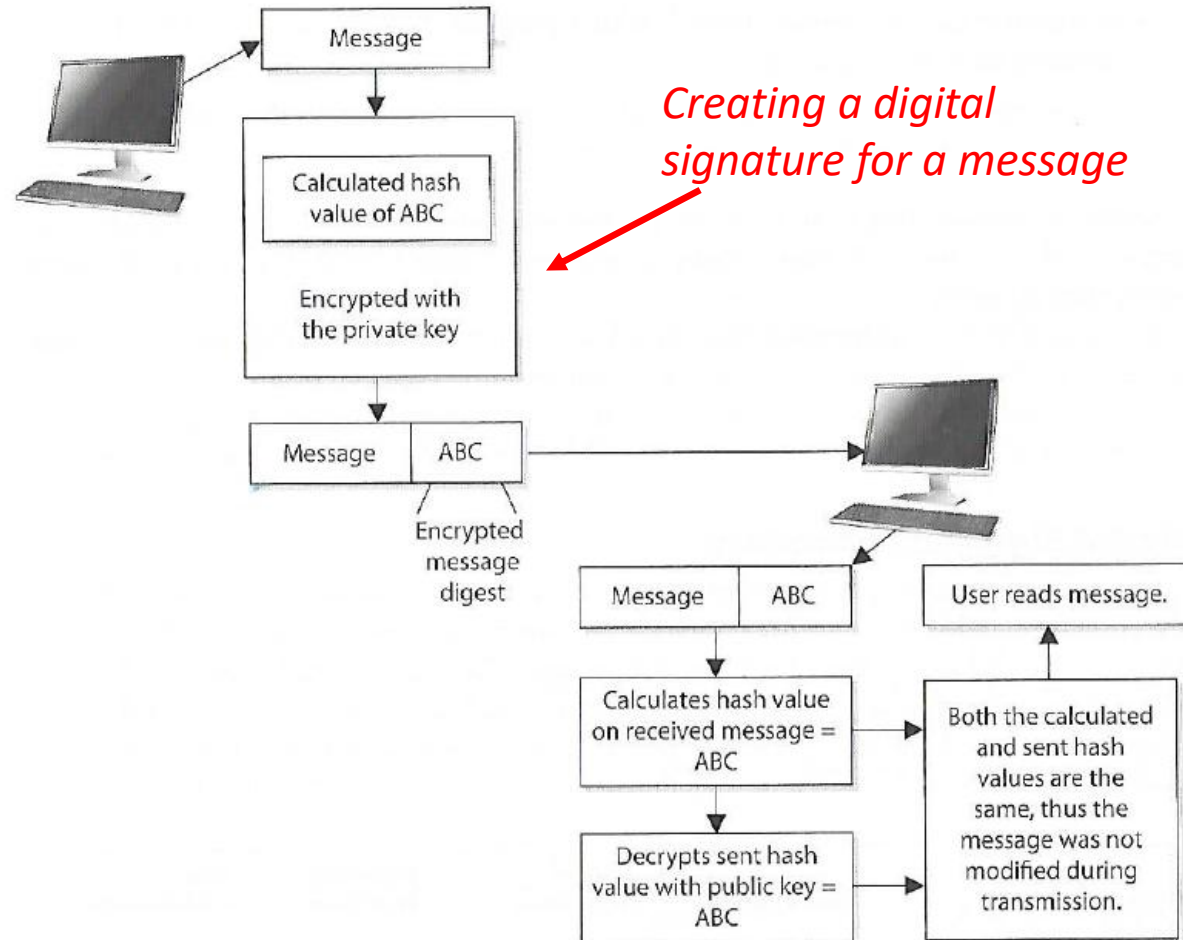 Message
Creating a digital
signature for a message
Calculated hash
value of ABC
Encrypted with
the private key
Message
ABC
Encrypted
message
digest
Message
ABC
User reads message.
Calculates hash value
on received message =
ABC
Both the calculated
and sent hash
values are the
same, thus the
message was not
modified during
transmission.
Decrypts sent hash
value with public key =
ABC